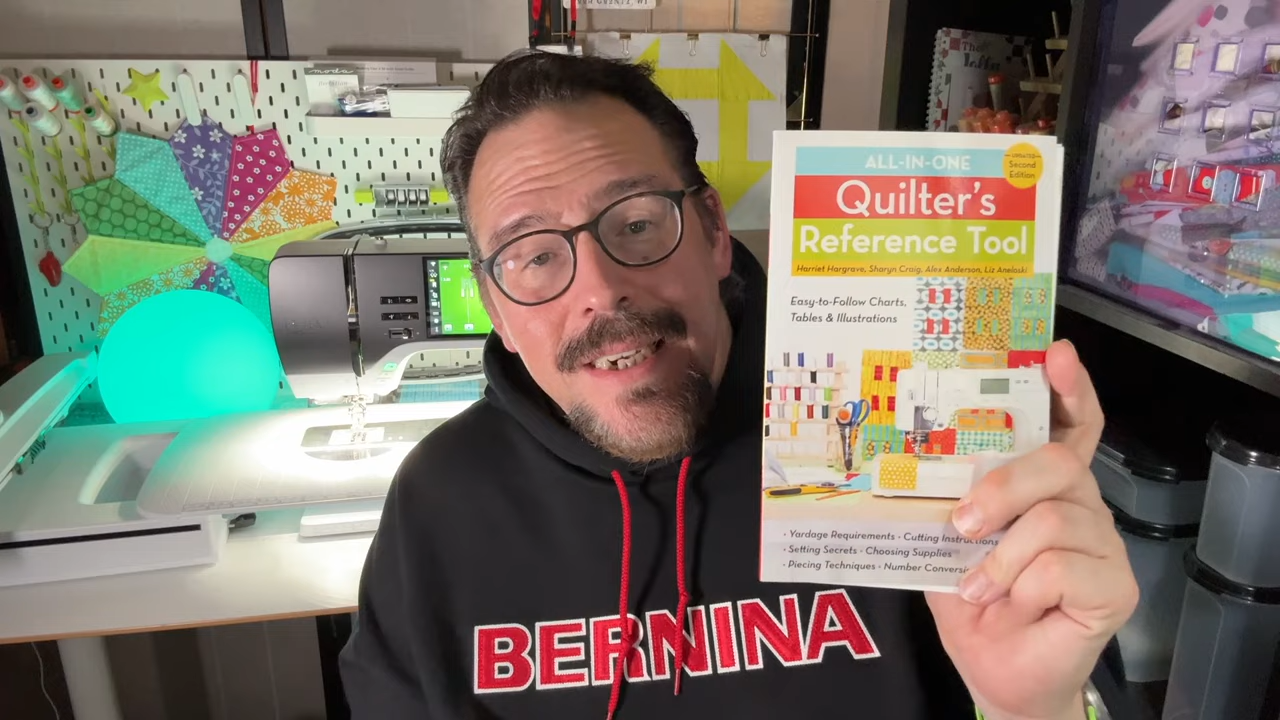 moda
ALL-IN-ONE
UPDATED
Second
Edition
Quilter's
Reference Tool
Harriet Hargrave, Sharyn Craig, Alex Anderson, Liz Aneloski
Easy-to-Follow Charts,
Tables & Illustrations
• Yardage Requirements • Cutting Instructions
• Setting Secrets • Choosing Supplies
• Piecing Techniques • Number Conversi
BERNINA